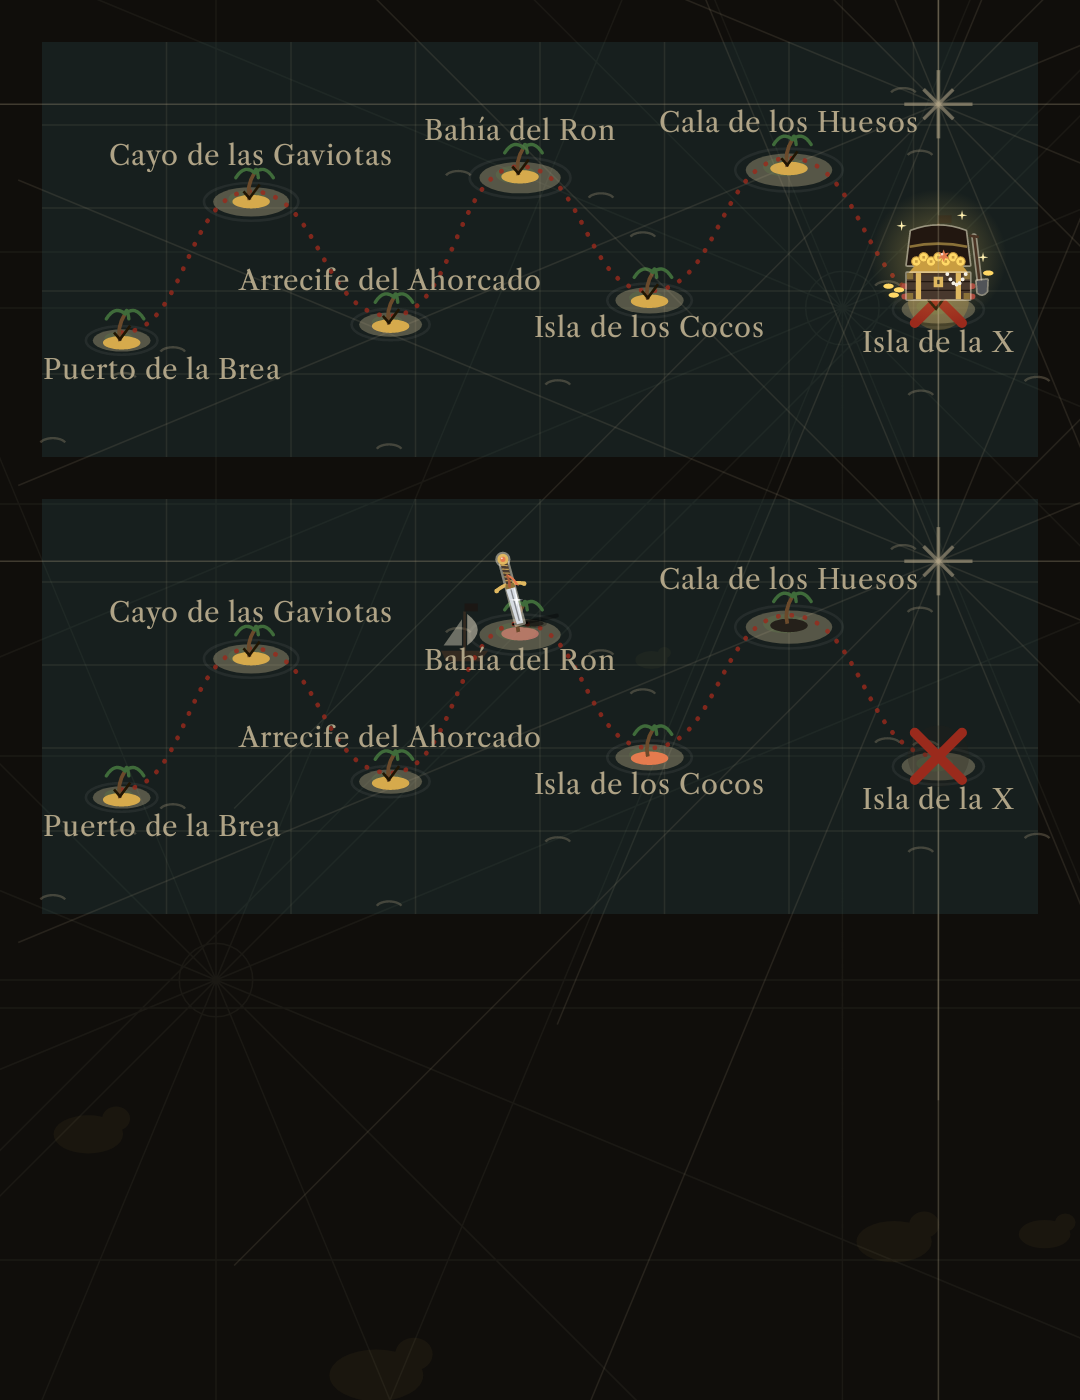 Cayo de las Gaviotas
Bahía del Ron
Cala de los Huesos
Arrecife del Ahorcado
Puerto de la Brea
Isla de los Cocos
Isla de la X
Cayo de las Gaviotas
Cala de los Huesos
Bahía del Ron
Arrecife del Ahorcado
Puerto de la Brea
Isla de los Cocos
Isla de la X